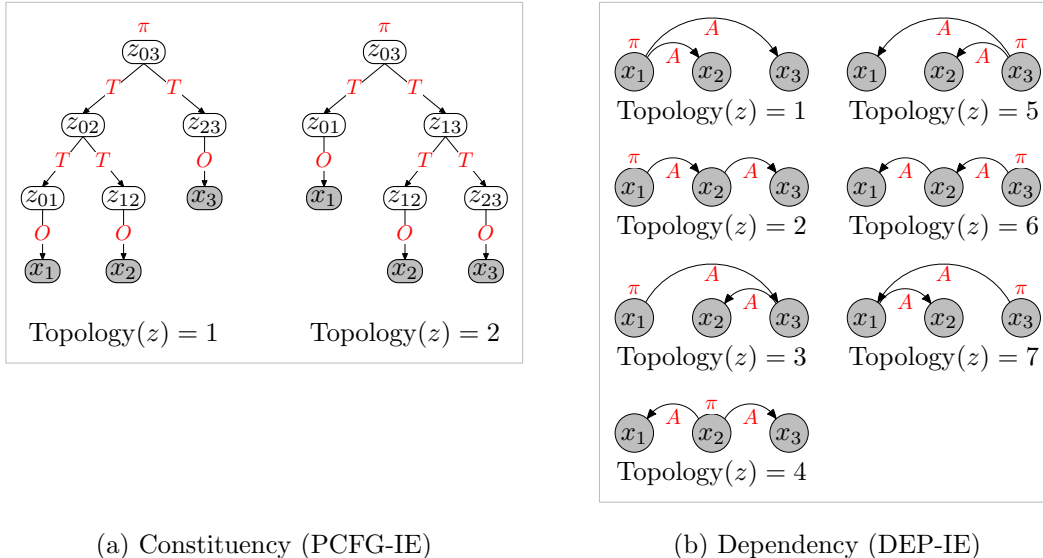 π π
z03 z03
T T T T
z02 z23 z01 z13
T T O O T T
z01 z12 x3 x1 z12 z23
O O O O
x1 x2 x2 x3
Topology(z) = 1 Topology(z) = 2
(a) Constituency (PCFG-IE)
A
π A
x1 x2 x3
Topology(z) = 1
A
A π
x1 x2 x3
Topology(z) = 5
π A A
x1 x2 x3
Topology(z) = 2
A A π
x1 x2 x3
Topology(z) = 6
A
π A
x1 x2 x3
Topology(z) = 3
A
A π
x1 x2 x3
Topology(z) = 7
A π A
x1 x2 x3
Topology(z) = 4
(b) Dependency (DEP-IE)